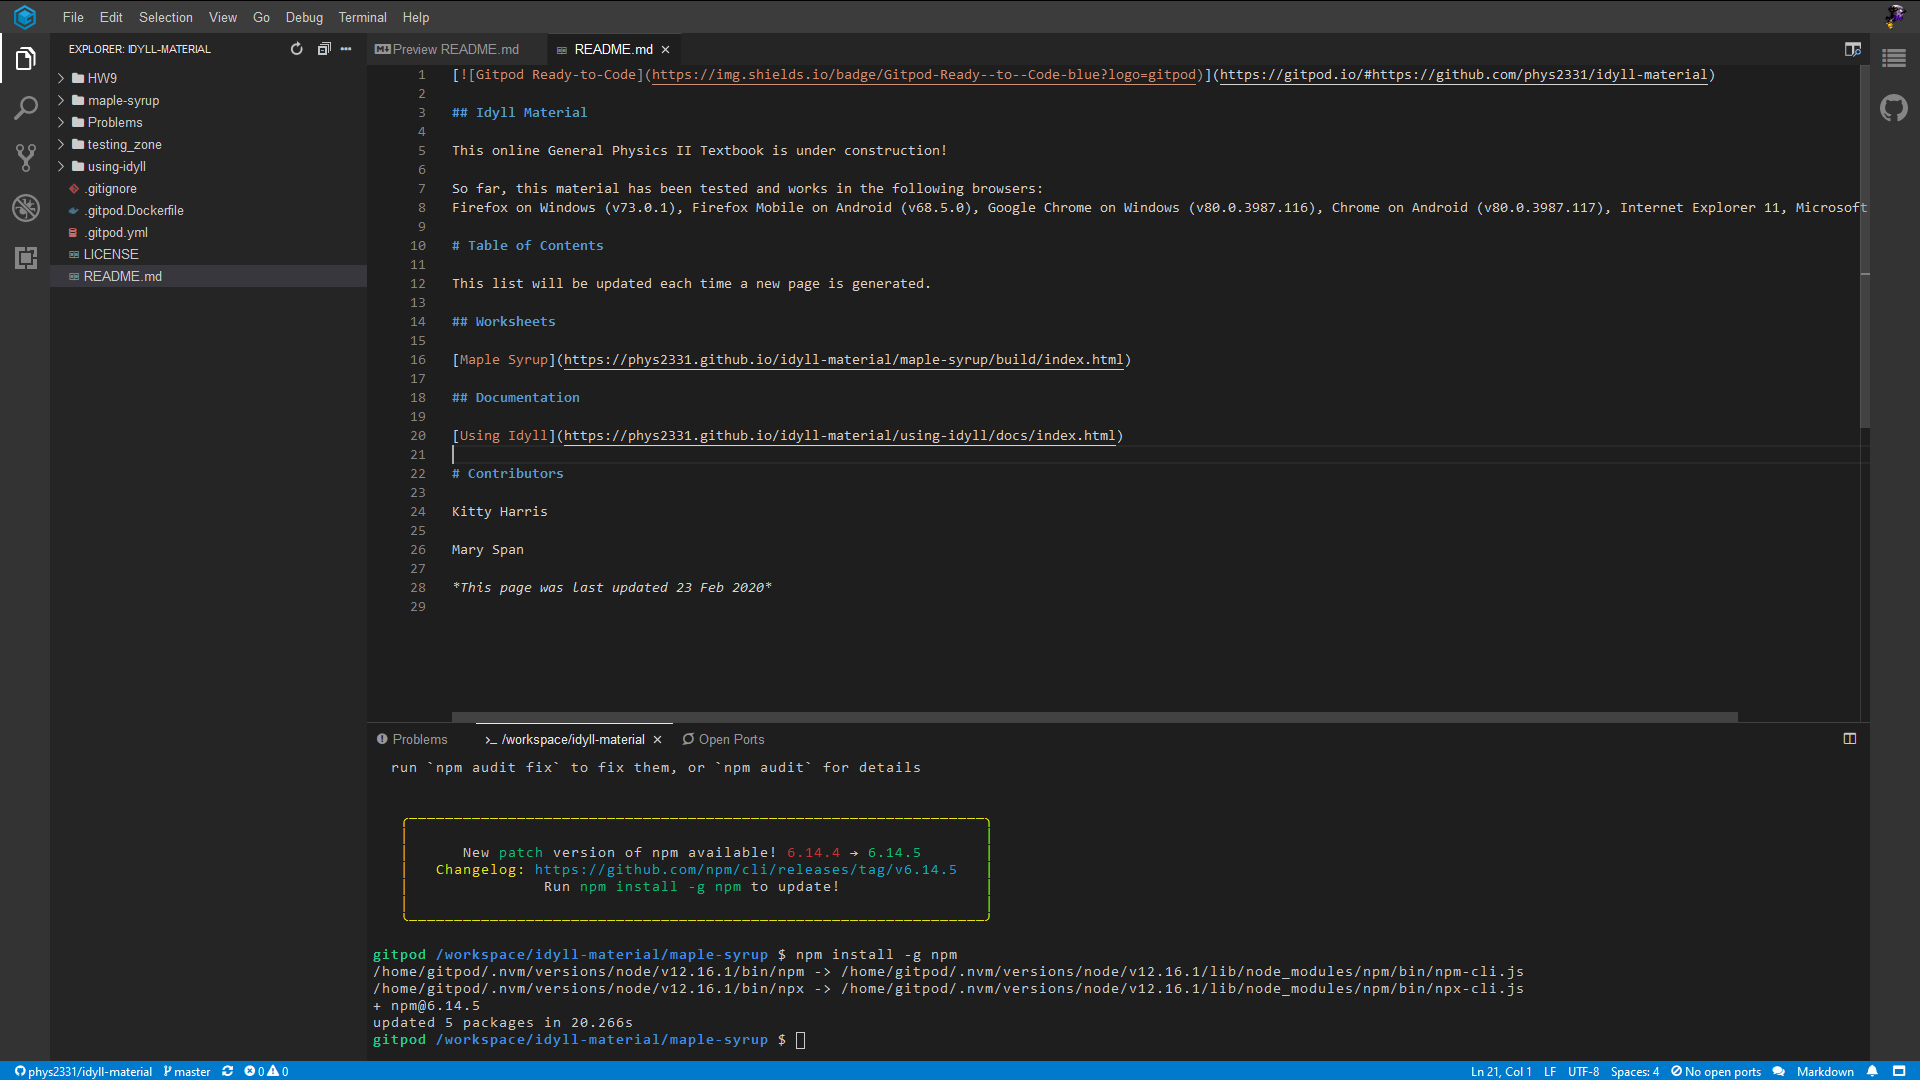 File Edit Selection View Go Debug Terminal Help
EXPLORER: IDYLL-MATERIAL
HW9
maple-syrup
Problems
testing_zone
using-idyll
.gitignore
.gitpod.Dockerfile
.gitpod.yml
LICENSE
README.md
Preview README.md
README.md
1 [![Gitpod Ready-to-Code](https://img.shields.io/badge/Gitpod-Ready--to--Code-blue?logo=gitpod)](https://gitpod.io/#https://github.com/phys2331/idyll-material)
2
3 ## Idyll Material
4
5 This online General Physics II Textbook is under construction!
6
7 So far, this material has been tested and works in the following browsers:
8 Firefox on Windows (v73.0.1), Firefox Mobile on Android (v68.5.0), Google Chrome on Windows (v80.0.3987.116), Chrome on Android (v80.0.3987.117), Internet Explorer 11, Microsoft
9
10 # Table of Contents
11
12 This list will be updated each time a new page is generated.
13
14 ## Worksheets
15
16 [Maple Syrup](https://phys2331.github.io/idyll-material/maple-syrup/build/index.html)
17
18 ## Documentation
19
20 [Using Idyll](https://phys2331.github.io/idyll-material/using-idyll/docs/index.html)
21
22 # Contributors
23
24 Kitty Harris
25
26 Mary Span
27
28 *This page was last updated 23 Feb 2020*
29
Problems
>_ /workspace/idyll-material
Open Ports
run `npm audit fix` to fix them, or `npm audit` for details
New patch version of npm available! 6.14.4 → 6.14.5
Changelog: https://github.com/npm/cli/releases/tag/v6.14.5
Run npm install -g npm to update!
gitpod /workspace/idyll-material/maple-syrup $ npm install -g npm
/home/gitpod/.nvm/versions/node/v12.16.1/bin/npm -> /home/gitpod/.nvm/versions/node/v12.16.1/lib/node_modules/npm/bin/npm-cli.js
/home/gitpod/.nvm/versions/node/v12.16.1/bin/npx -> /home/gitpod/.nvm/versions/node/v12.16.1/lib/node_modules/npm/bin/npx-cli.js
+ npm@6.14.5
updated 5 packages in 20.266s
gitpod /workspace/idyll-material/maple-syrup $
phys2331/idyll-material master 0 0 Ln 21, Col 1 LF UTF-8 Spaces: 4 No open ports Markdown